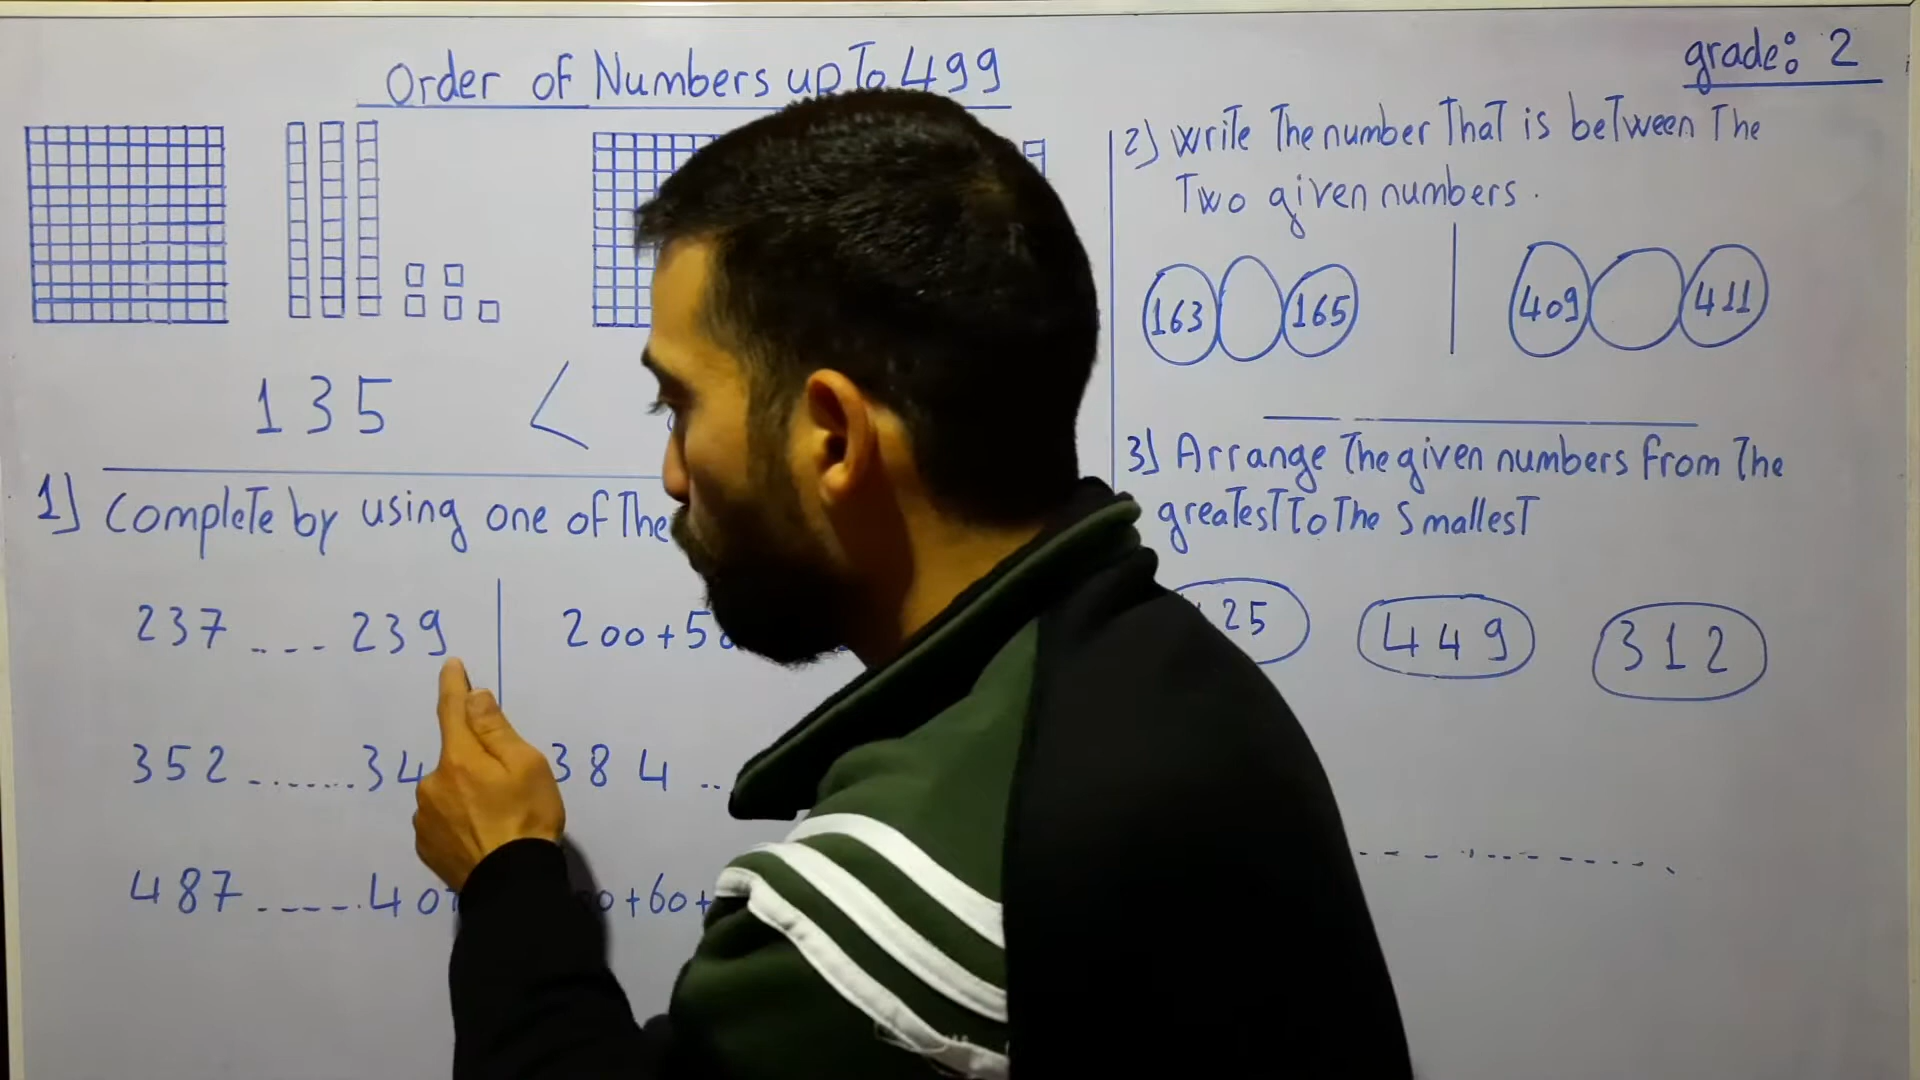 Order of Numbers up To 499
grade: 2
135 <
1) Complete by using one of The
237 .... 239
200+5
352 ....... 34
384 ..
487 ..... 40
+60+
2) write The number That is between The
Two given numbers.
163 165
409 411
3) Arrange The given numbers from The
greatest To The smallest
25 449 312